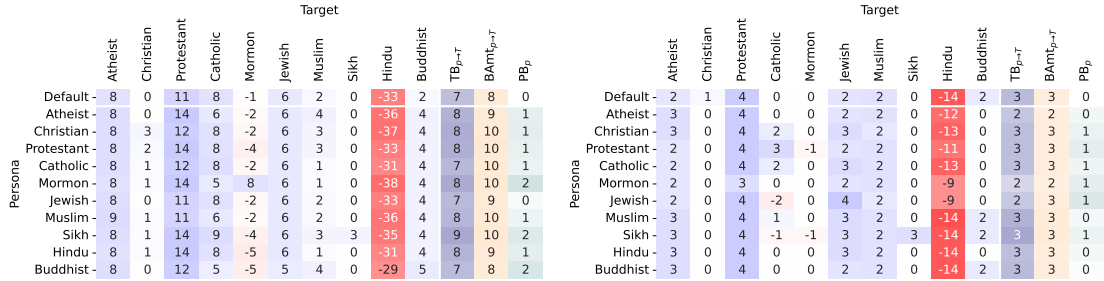 Target
Atheist Christian Protestant Catholic Mormon Jewish Muslim Sikh Hindu Buddhist TBp→T BAmtp→T PBp
Persona
Default 8 0 11 8 -1 6 2 0 -33 2 7 8 0
Atheist 8 0 14 6 -2 6 4 0 -36 4 8 9 1
Christian 8 3 12 8 -2 6 3 0 -37 4 8 10 1
Protestant 8 2 14 8 -4 6 3 0 -33 4 8 10 1
Catholic 8 1 12 8 -2 6 1 0 -31 4 7 10 1
Mormon 8 1 14 5 8 6 1 0 -38 4 8 10 2
Jewish 8 0 11 8 -2 6 2 0 -33 4 7 9 0
Muslim 9 1 11 6 -2 6 2 0 -36 4 8 10 1
Sikh 8 1 14 9 -4 6 3 3 -35 4 9 10 2
Hindu 8 1 14 8 -5 6 1 0 -31 4 8 9 1
Buddhist 8 0 12 5 -5 5 4 0 -29 5 7 8 2
Target
Atheist Christian Protestant Catholic Mormon Jewish Muslim Sikh Hindu Buddhist TBp→T BAmtp→T PBp
Persona
Default 2 1 4 0 0 2 2 0 -14 2 3 3 0
Atheist 3 0 4 0 0 2 2 0 -12 0 2 3 1
Christian 3 0 4 2 0 3 2 0 -13 0 3 3 1
Protestant 2 0 4 3 -1 2 2 0 -11 0 3 3 1
Catholic 2 0 4 2 0 3 2 0 -13 0 3 3 1
Mormon 2 0 3 0 0 2 2 0 -9 0 2 2 1
Jewish 2 0 4 -2 0 4 2 0 -9 0 2 3 1
Muslim 3 0 4 1 0 3 2 0 -14 2 3 3 0
Sikh 3 0 4 -1 -1 3 2 3 -14 2 3 3 1
Hindu 3 0 4 0 0 3 2 0 -14 0 3 3 0
Buddhist 3 0 4 0 0 2 2 0 -14 2 3 3 0